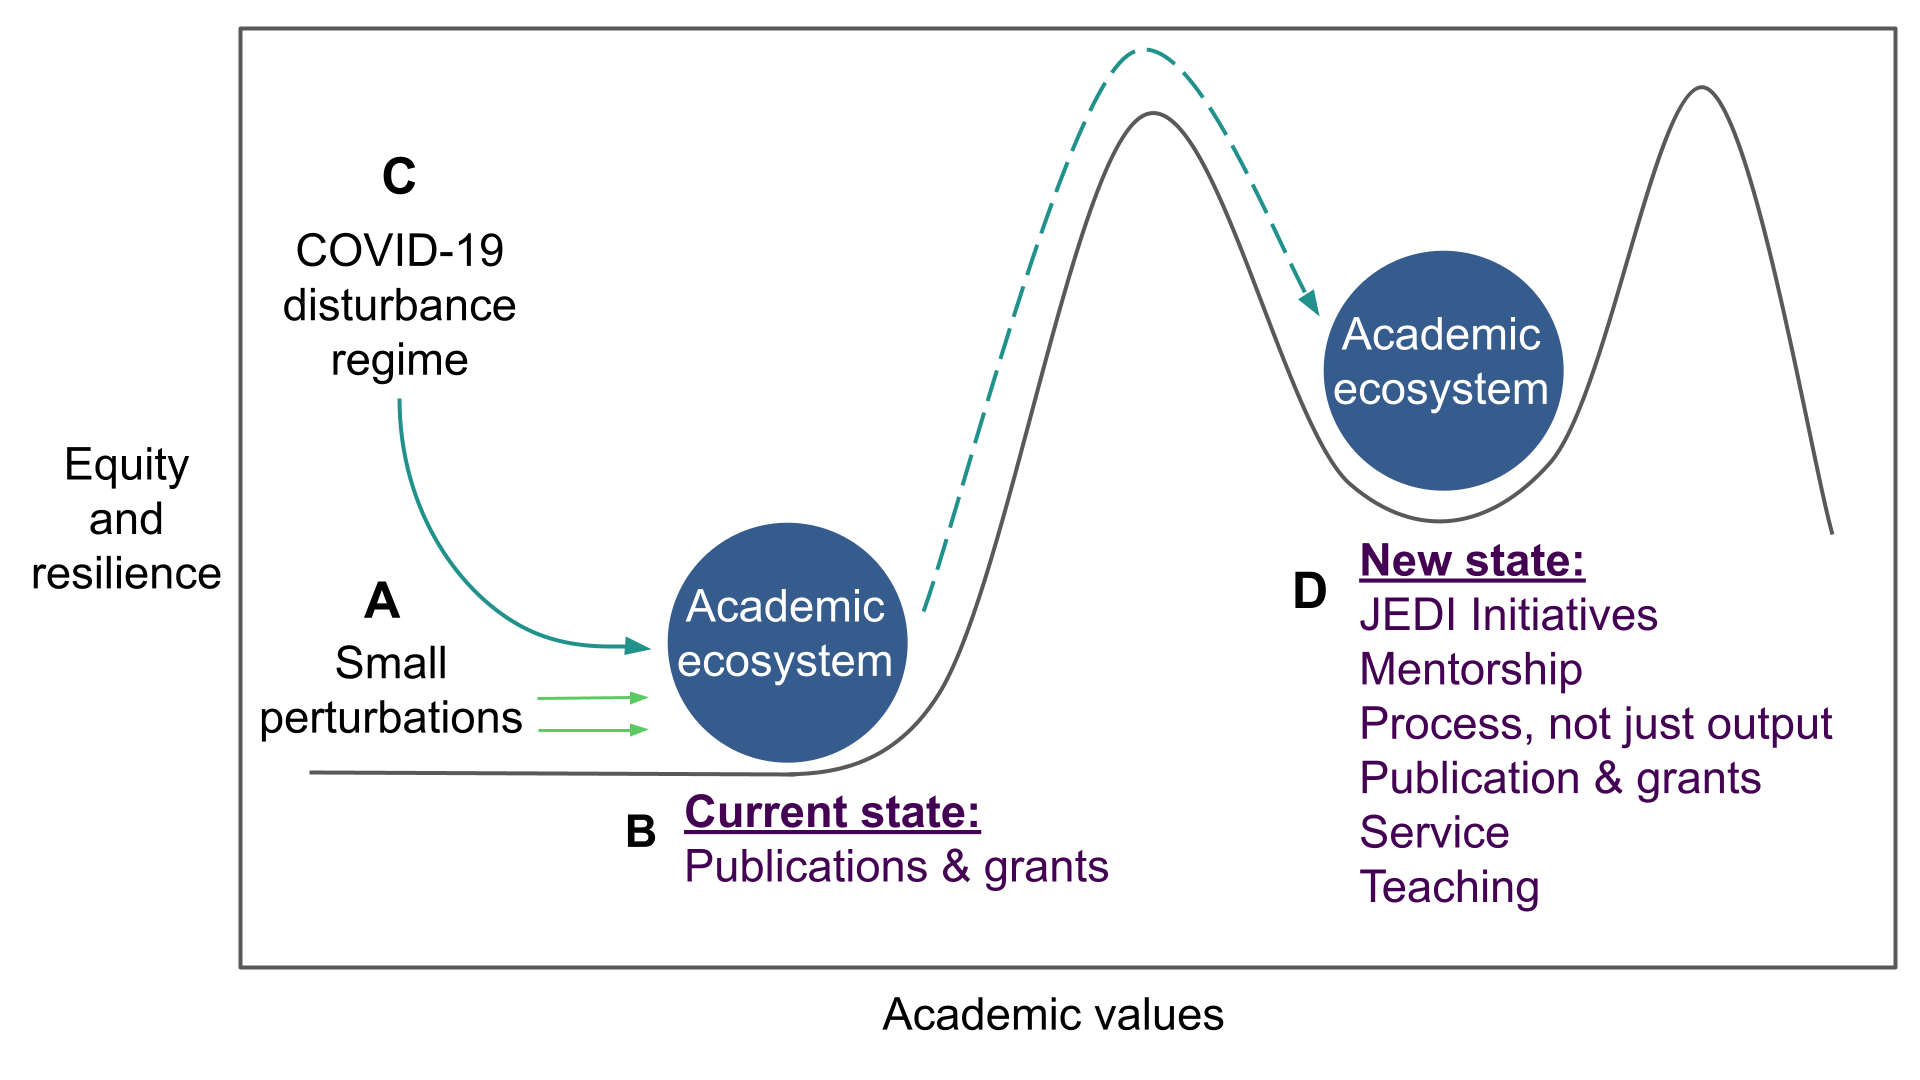 C
COVID-19
disturbance
regime
Equity
and
resilience
A
Small
perturbations
Academic
ecosystem
B
Current state:
Publications & grants
Academic
ecosystem
D
New state:
JEDI Initiatives
Mentorship
Process, not just output
Publication & grants
Service
Teaching
Academic values